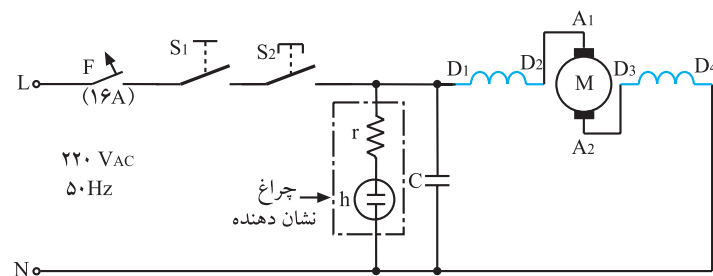 A1
S1 S2
F D1 D2 D3 D4
L M
(۱۶A)
r
۲۲۰ VAC
C
۵۰Hz
چراغ h
نشان دهنده
A2
N